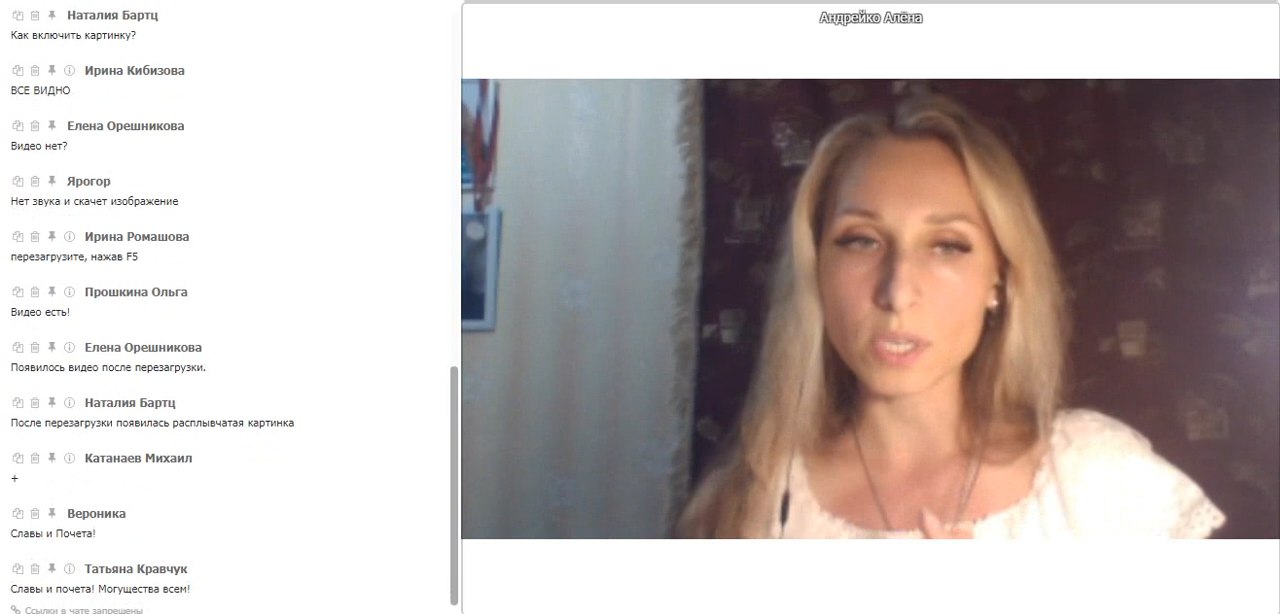 Наталия Бартц
Как включить картинку?
Ирина Кибизова
ВСЕ ВИДНО
Елена Орешникова
Видео нет?
Ярогор
Нет звука и скачет изображение
Ирина Ромашова
перезагрузите, нажав F5
Прошкина Ольга
Видео есть!
Елена Орешникова
Появилось видео после перезагрузки.
Наталия Бартц
После перезагрузки появилась расплывчатая картинка
Катанаев Михаил
+
Вероника
Славы и Почета!
Татьяна Кравчук
Славы и почета! Могущества всем!
Ссылки в чате запрещены
Андрейко Алёна